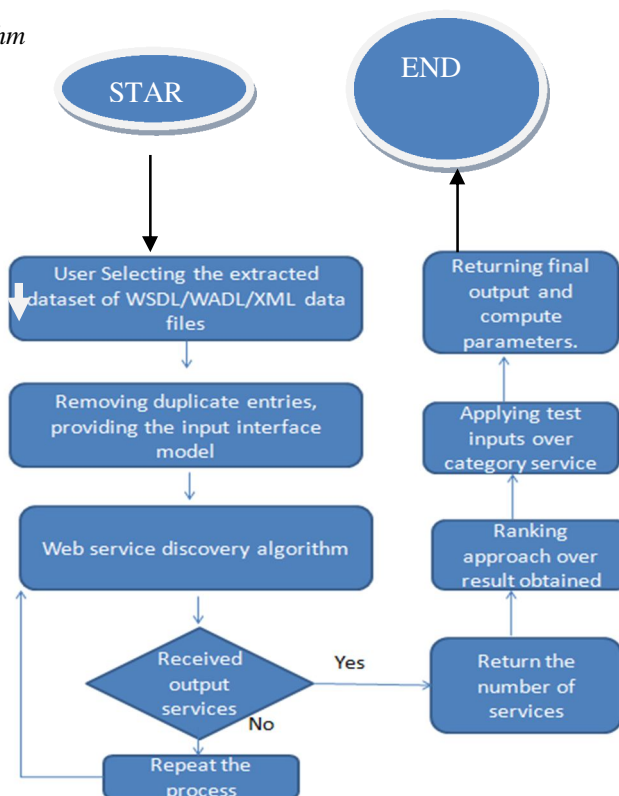 STAR
END
User Selecting the extracted
dataset of WSDL/WADL/XML data
files
Removing duplicate entries,
providing the input interface
model
Web service discovery algorithm
Received
output
services
Yes
No
Repeat the
process
Return the
number of
services
Ranking
approach over
result obtained
Applying test
inputs over
category service
Returning final
output and
compute
parameters.